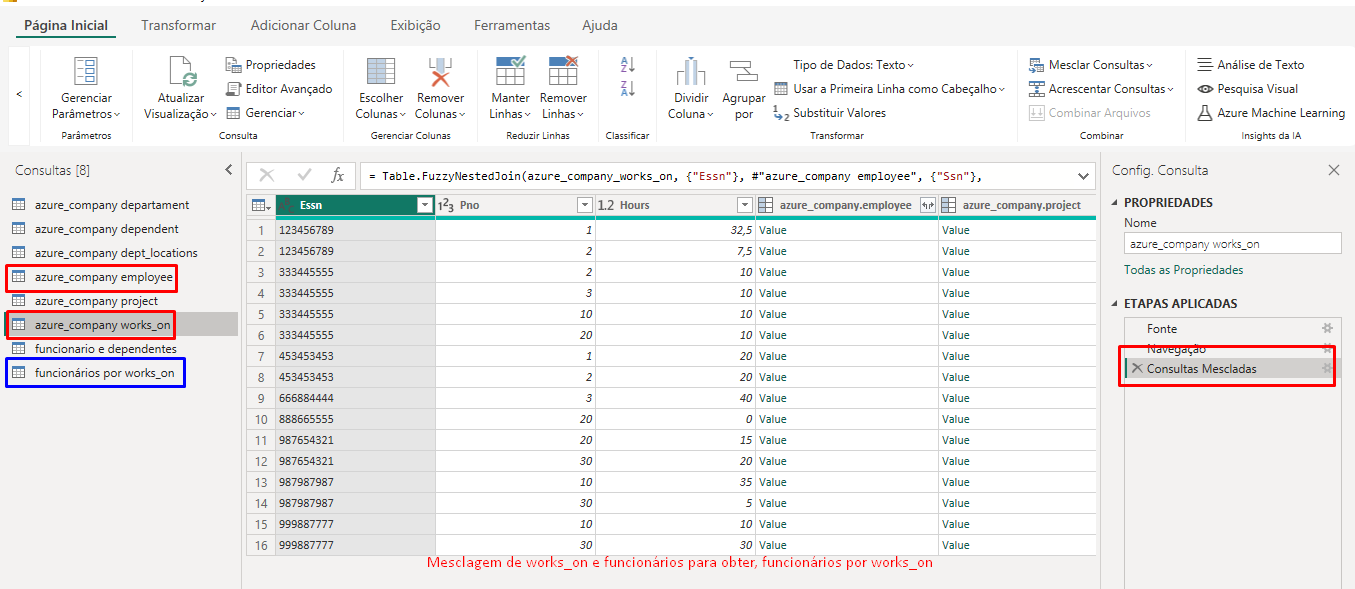 Página Inicial Transformar Adicionar Coluna Exibição Ferramentas Ajuda
Gerenciar Parâmetros
Parâmetros
Atualizar Visualização
Propriedades
Editor Avançado
Gerenciar
Consulta
Escolher Colunas
Remover Colunas
Gerenciar Colunas
Manter Linhas
Remover Linhas
Reduzir Linhas
A Z
Z A
Classificar
Dividir Coluna
Agrupar por
Tipo de Dados: Texto
Usar a Primeira Linha como Cabeçalho
1 2 Substituir Valores
Transformar
Mesclar Consultas
Acrescentar Consultas
Combinar Arquivos
Combinar
Análise de Texto
Pesquisa Visual
Azure Machine Learning
Insights da IA
Consultas [8]
azure_company departament
azure_company dependent
azure_company dept_locations
azure_company employee
azure_company project
azure_company works_on
funcionario e dependentes
funcionários por works_on
fx = Table.FuzzyNestedJoin(azure_company_works_on, {"Essn"}, #"azure_company employee", {"Ssn"},
Essn 123 Pno 1.2 Hours azure_company.employee azure_company.project
1 123456789 1 32,5 Value Value
2 123456789 2 7,5 Value Value
3 333445555 2 10 Value Value
4 333445555 3 10 Value Value
5 333445555 10 10 Value Value
6 333445555 20 10 Value Value
7 453453453 1 20 Value Value
8 453453453 2 20 Value Value
9 666884444 3 40 Value Value
10 888665555 20 0 Value Value
11 987654321 20 15 Value Value
12 987654321 30 20 Value Value
13 987987987 10 35 Value Value
14 987987987 30 5 Value Value
15 999887777 10 10 Value Value
16 999887777 30 30 Value Value
Mesclagem de works_on e funcionários para obter, funcionários por works_on
Config. Consulta
PROPRIEDADES
Nome
azure_company works_on
Todas as Propriedades
ETAPAS APLICADAS
Fonte
Navegação
Consultas Mescladas